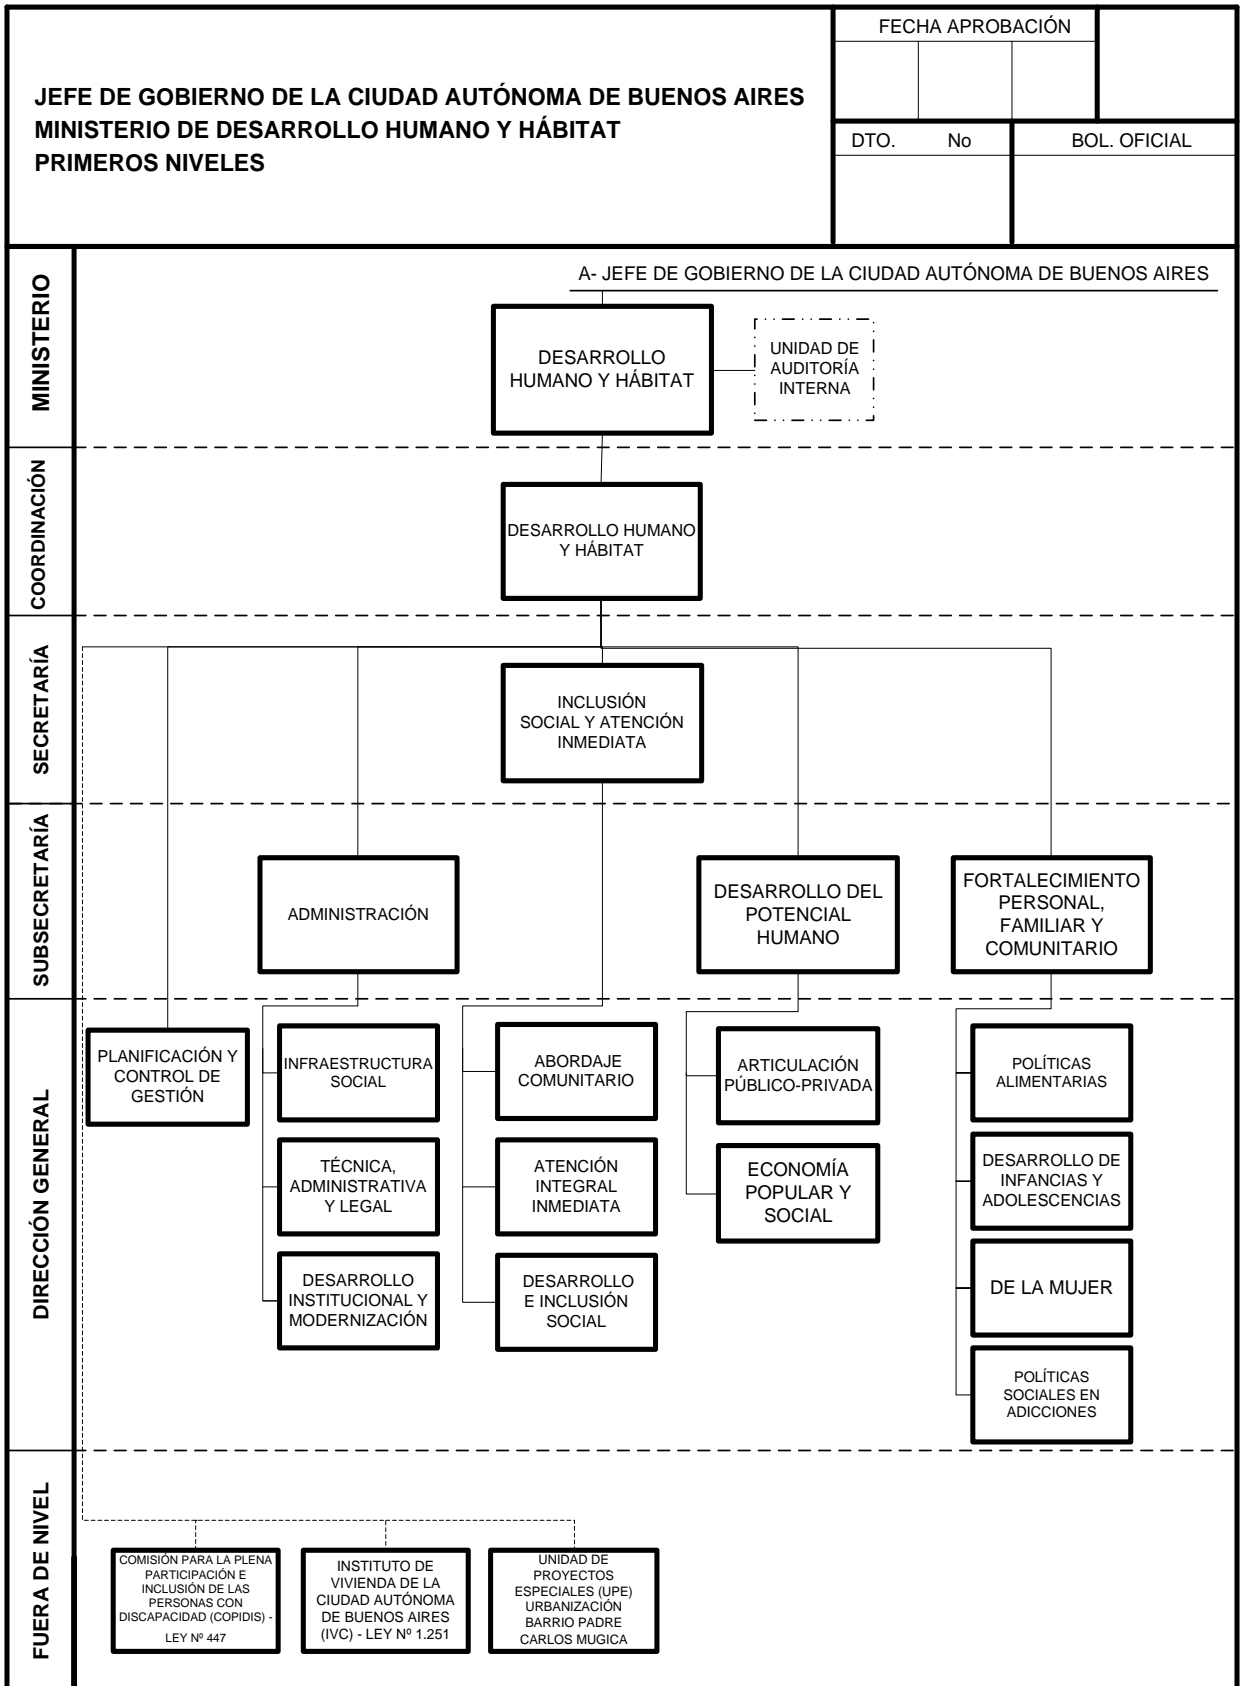 JEFE DE GOBIERNO DE LA CIUDAD AUTÓNOMA DE BUENOS AIRES
MINISTERIO DE DESARROLLO HUMANO Y HÁBITAT
PRIMEROS NIVELES
FECHA APROBACIÓN
DTO. No
BOL. OFICIAL
MINISTERIO
A- JEFE DE GOBIERNO DE LA CIUDAD AUTÓNOMA DE BUENOS AIRES
DESARROLLO
HUMANO Y HÁBITAT
UNIDAD DE
AUDITORÍA
INTERNA
COORDINACIÓN
DESARROLLO HUMANO
Y HÁBITAT
SECRETARÍA
INCLUSIÓN
SOCIAL Y ATENCIÓN
INMEDIATA
SUBSECRETARÍA
ADMINISTRACIÓN
DESARROLLO DEL
POTENCIAL
HUMANO
FORTALECIMIENTO
PERSONAL,
FAMILIAR Y
COMUNITARIO
DIRECCIÓN GENERAL
PLANIFICACIÓN Y
CONTROL DE
GESTIÓN
INFRAESTRUCTURA
SOCIAL
TÉCNICA,
ADMINISTRATIVA
Y LEGAL
DESARROLLO
INSTITUCIONAL Y
MODERNIZACIÓN
ABORDAJE
COMUNITARIO
ATENCIÓN
INTEGRAL
INMEDIATA
DESARROLLO
E INCLUSIÓN
SOCIAL
ARTICULACIÓN
PÚBLICO-PRIVADA
ECONOMÍA
POPULAR Y
SOCIAL
POLÍTICAS
ALIMENTARIAS
DESARROLLO DE
INFANCIAS Y
ADOLESCENCIAS
DE LA MUJER
POLÍTICAS
SOCIALES EN
ADICCIONES
FUERA DE NIVEL
COMISIÓN PARA LA PLENA
PARTICIPACIÓN E
INCLUSIÓN DE LAS
PERSONAS CON
DISCAPACIDAD (COPIDIS) -
LEY Nº 447
INSTITUTO DE
VIVIENDA DE LA
CIUDAD AUTÓNOMA
DE BUENOS AIRES
(IVC) - LEY Nº 1.251
UNIDAD DE
PROYECTOS
ESPECIALES (UPE)
URBANIZACIÓN
BARRIO PADRE
CARLOS MUGICA